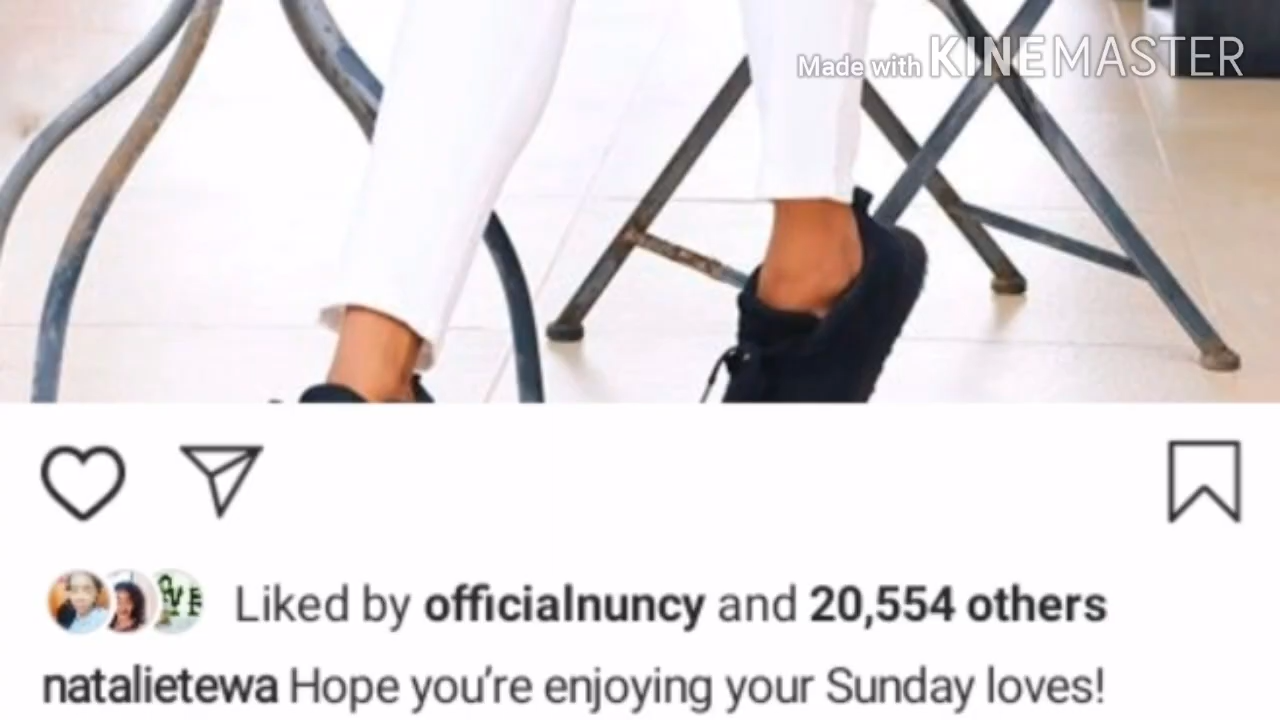 Made with KINEMASTER
Liked by officialnuncy and 20,554 others
natalietewa Hope you're enjoying your Sunday loves!